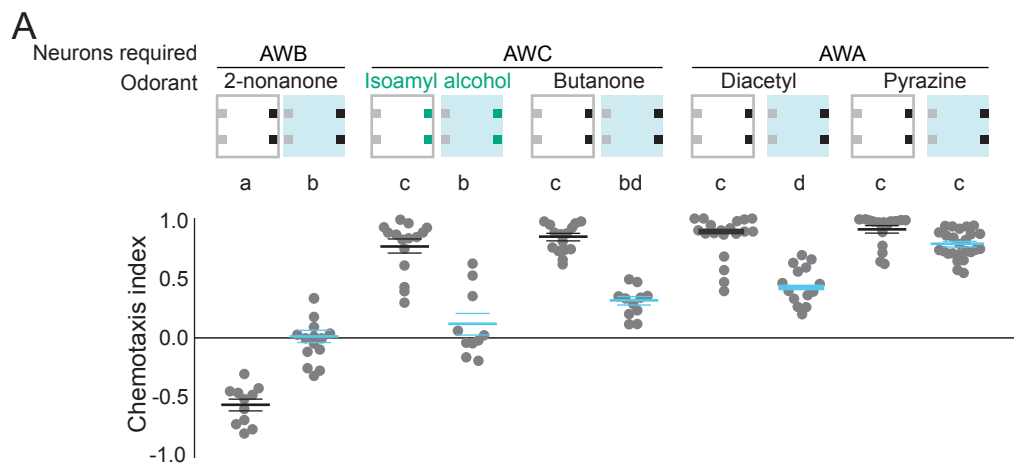 A
Neurons required AWB AWC AWA
Odorant 2-nonanone Isoamyl alcohol Butanone Diacetyl Pyrazine
a b c b c bd c d c c
Chemotaxis index
1.0
0.5
0.0
-0.5
-1.0